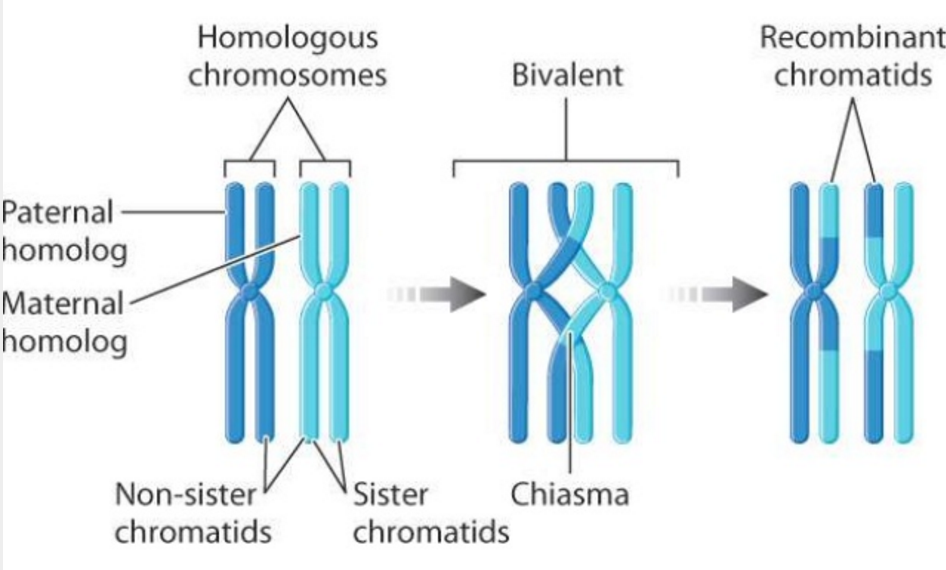 Homologous
chromosomes
Bivalent
Recombinant
chromatids
Paternal
homolog
Maternal
homolog
Non-sister
chromatids
Sister
chromatids
Chiasma